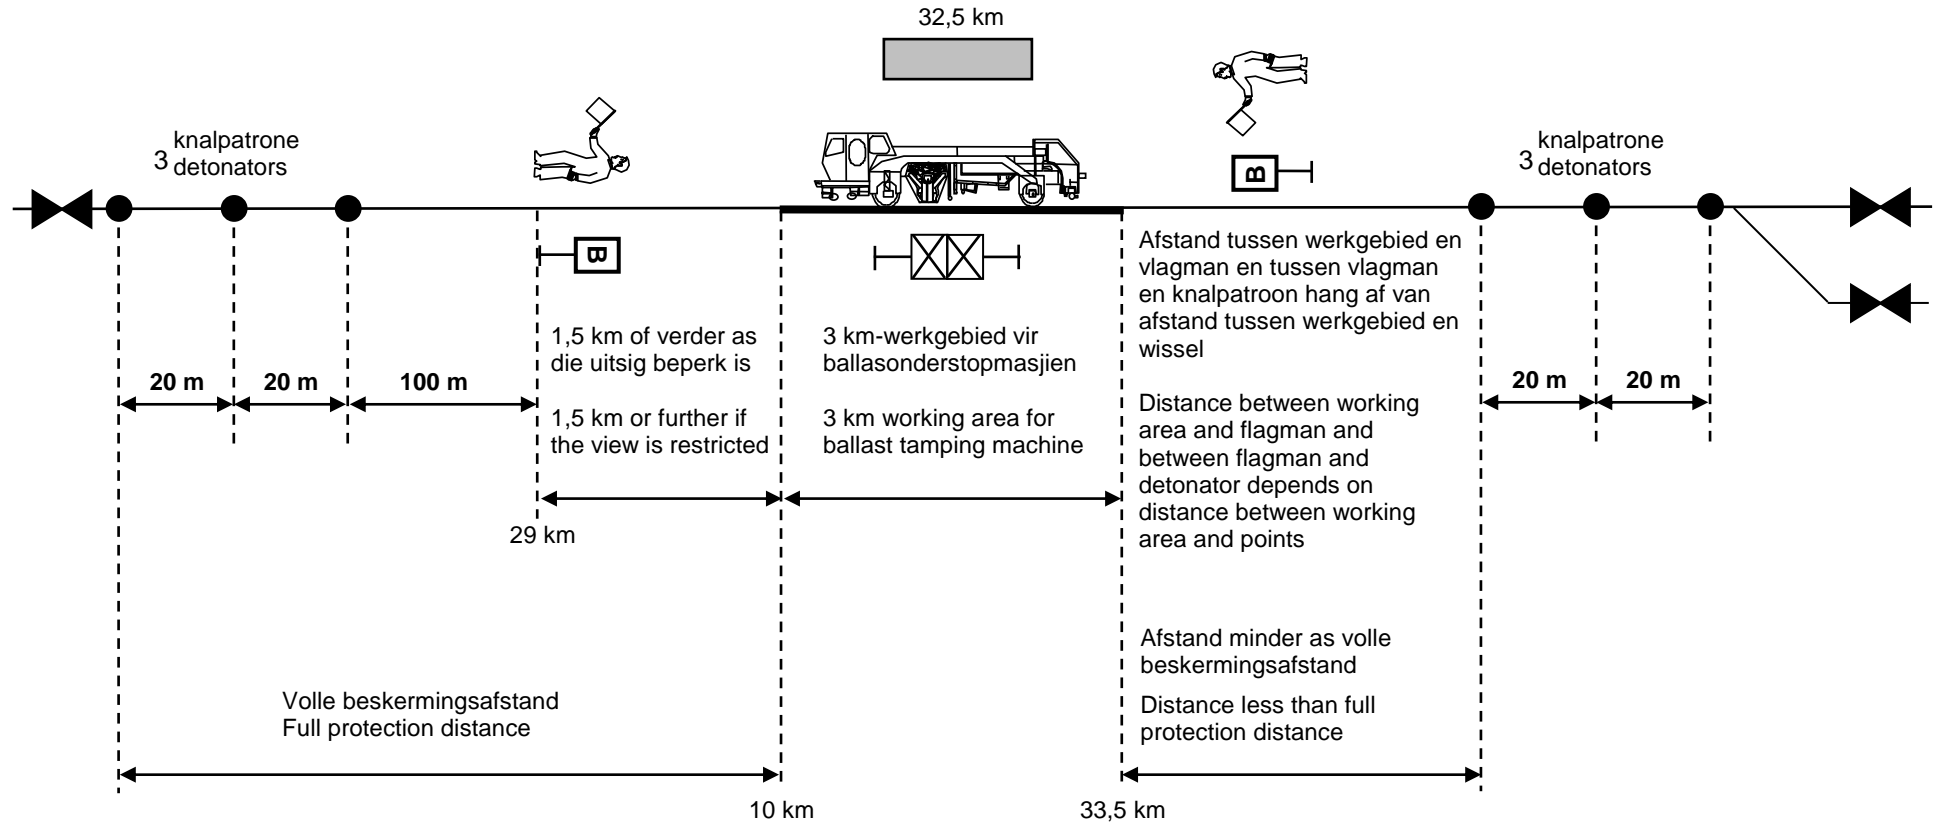 32,5 km
knalpatrone
3 detonators
knalpatrone
3 detonators
B
B
20 m
20 m
100 m
1,5 km of verder as
die uitsig beperk is
1,5 km or further if
the view is restricted
3 km-werkgebied vir
ballasonderstopmasjien
3 km working area for
ballast tamping machine
Afstand tussen werkgebied en
vlagman en tussen vlagman
en knalpatroon hang af van
afstand tussen werkgebied en
wissel
Distance between working
area and flagman and
between flagman and
detonator depends on
distance between working
area and points
20 m
20 m
29 km
Afstand minder as volle
beskermingsafstand
Distance less than full
protection distance
Volle beskermingsafstand
Full protection distance
10 km
33,5 km